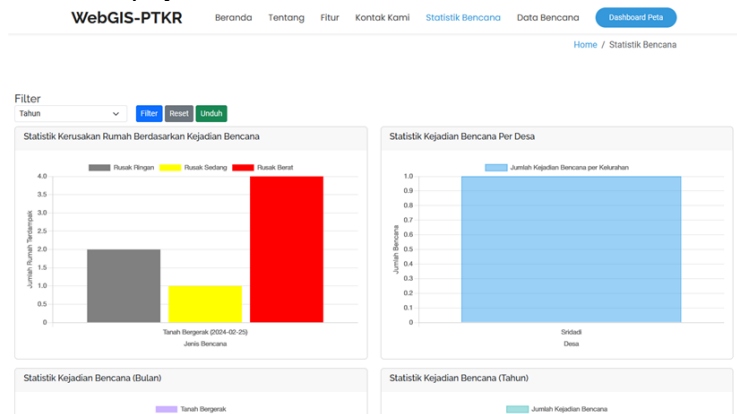 WebGIS-PTKR
Beranda Tentang Fitur Kontak Kami Statistik Bencana Data Bencana Dashboard Peta
Home / Statistik Bencana
Filter
Tahun Filter Reset Unduh
Statistik Kerusakan Rumah Berdasarkan Kejadian Bencana
Rusak Ringan Rusak Sedang Rusak Berat
4.0
3.5
3.0
2.5
2.0
1.5
1.0
0.5
0
Jumlah Rumah Terdampak
Tanah Bergerak (2024-02-25)
Jenis Bencana
Statistik Kejadian Bencana Per Desa
Jumlah Kejadian Bencana per Kelurahan
1.0
0.9
0.8
0.7
0.6
0.5
0.4
0.3
0.2
0.1
0
Jumlah Bencana
Sridadi
Desa
Statistik Kejadian Bencana (Bulan)
Tanah Bergerak
Statistik Kejadian Bencana (Tahun)
Jumlah Kejadian Bencana